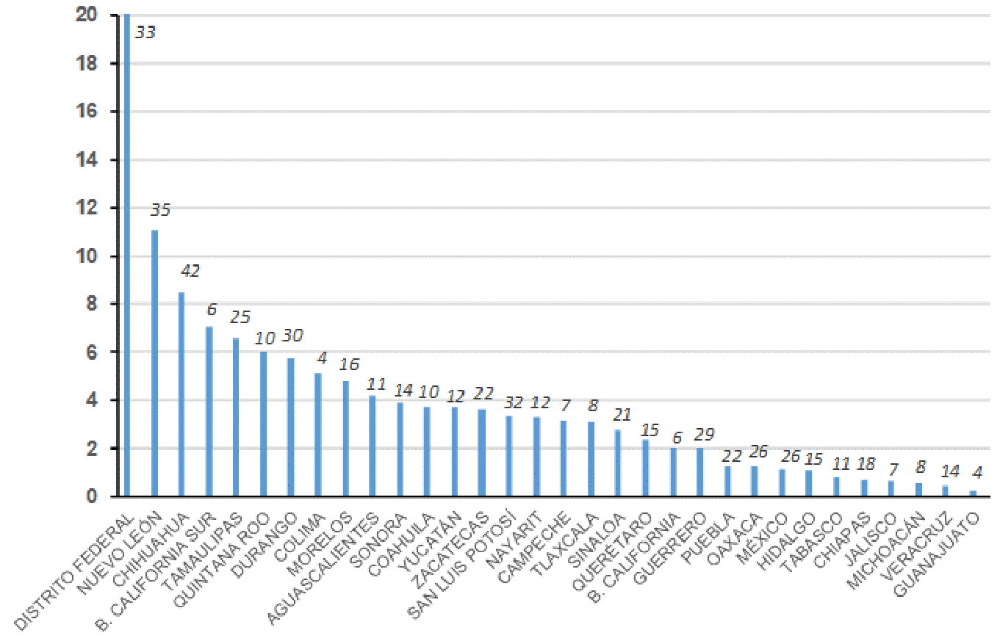 20
18
16
14
12
10
8
6
4
2
0
33
35
42
6
25
10
30
4
16
11
14
10
12
22
32
12
7
8
21
15
6
29
22
26
26
15
11
18
7
8
14
4
DISTRITO FEDERAL
NUEVO LEÓN
CHIHUAHUA
B. CALIFORNIA SUR
TAMAULIPAS
QUINTANA ROO
DURANGO
COLIMA
MORELOS
AGUASCALIENTES
SONORA
COAHUILA
YUCATÁN
ZACATECAS
SAN LUIS POTOSÍ
NAYARIT
CAMPECHE
TLAXCALA
SINALOA
QUERÉTARO
B. CALIFORNIA
GUERRERO
PUEBLA
OAXACA
MÉXICO
HIDALGO
TABASCO
CHIAPAS
JALISCO
MICHOACÁN
VERACRUZ
GUANAJUATO